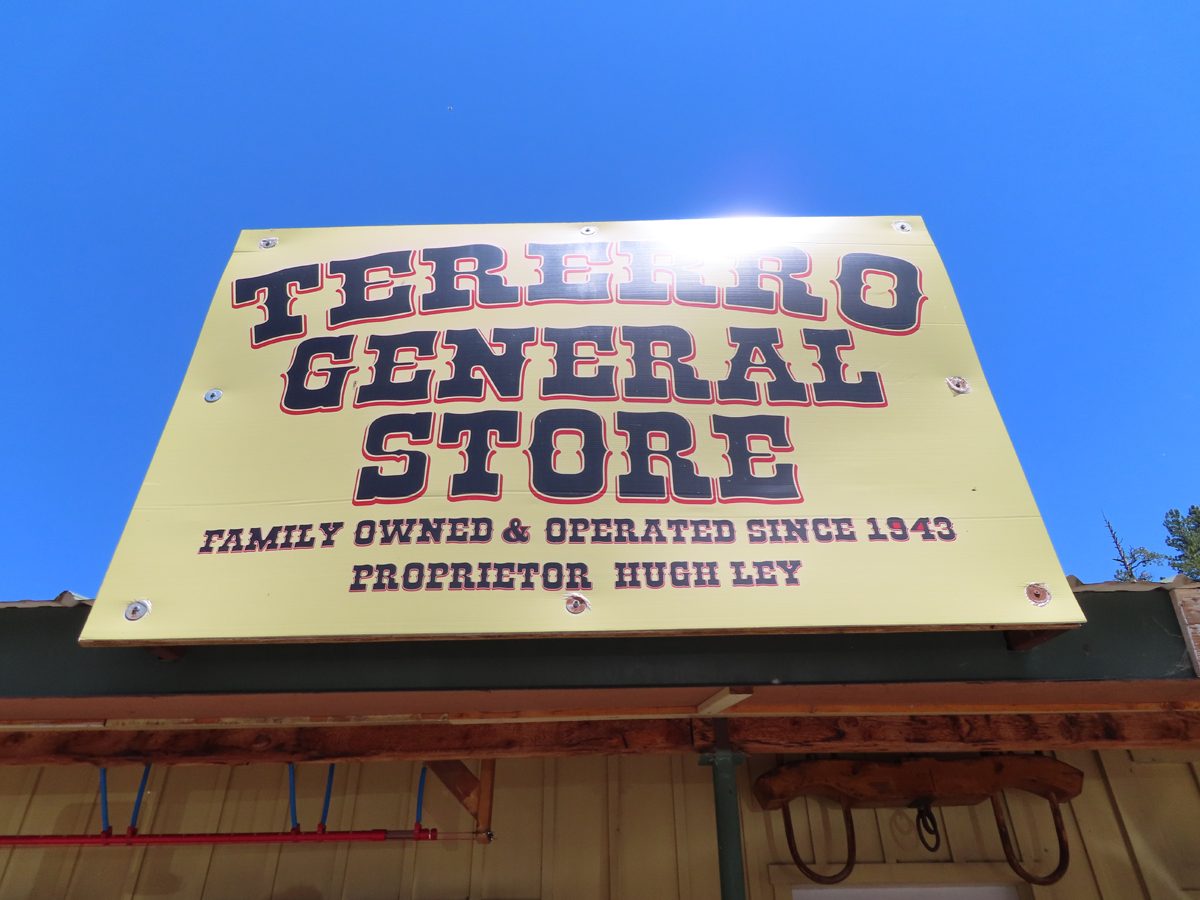 TERERRO
GENERAL
STORE
FAMILY OWNED & OPERATED SINCE 1943
PROPRIETOR HUGH LEY